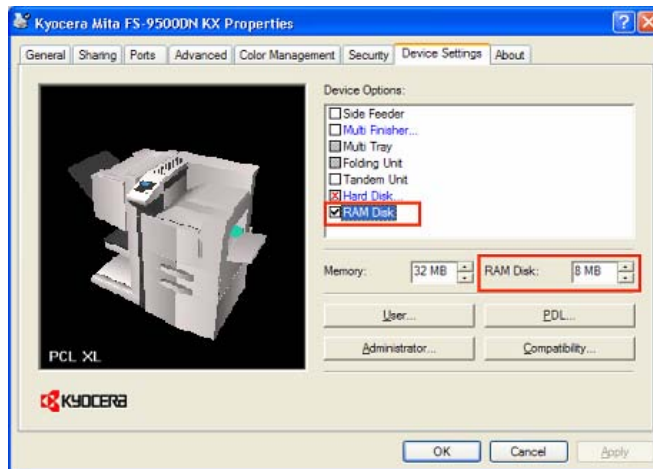 Kyocera Mita FS-9500DN KX Properties
General Sharing Ports Advanced Color Management Security Device Settings About
Device Options:
Side Feeder
Multi Finisher...
Multi Tray
Folding Unit
Tandem Unit
Hard Disk...
RAM Disk
Memory: 32 MB RAM Disk: 8 MB
User... PDL...
Administrator... Compatibility...
PCL XL
KYOCERA
OK Cancel Apply